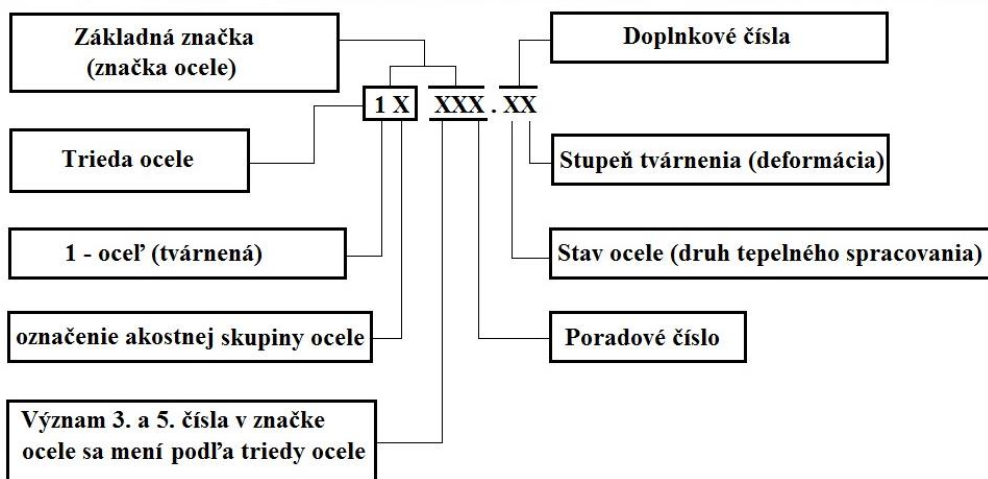 Základná značka
(značka ocele)
Doplnkové čísla
1 X XXX . XX
Trieda ocele
Stupeň tvárnenia (deformácia)
1 - oceľ (tvárnená)
Stav ocele (druh tepelného spracovania)
označenie akostnej skupiny ocele
Poradové číslo
Význam 3. a 5. čísla v značke
ocele sa mení podľa triedy ocele